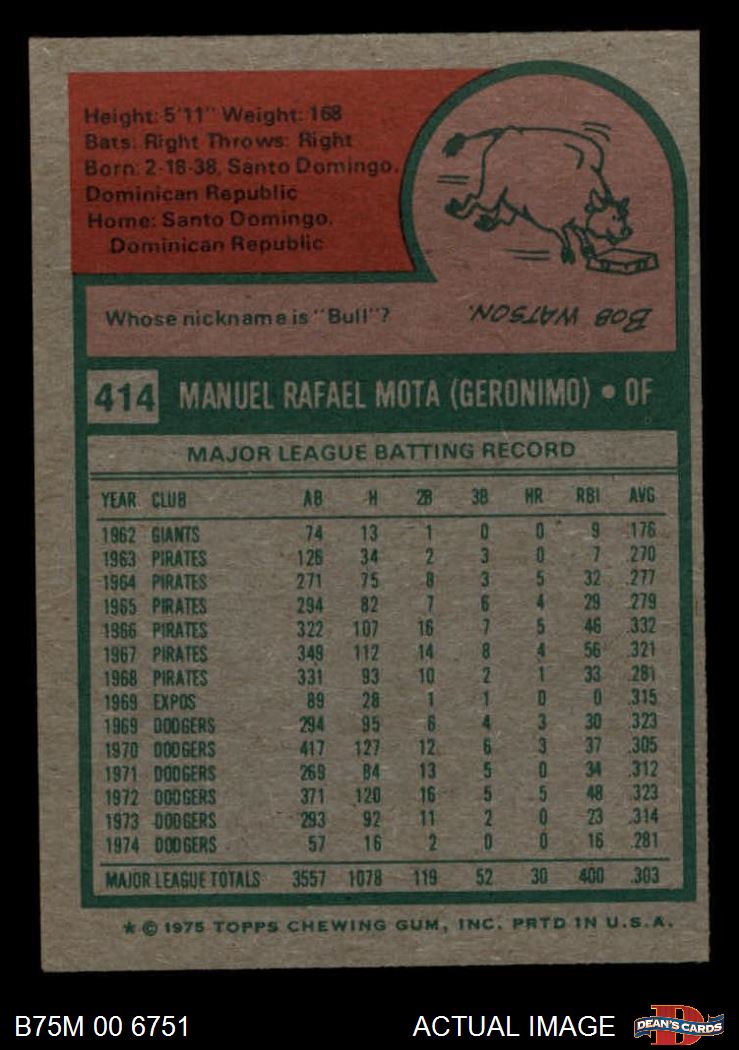 Height: 5'11" Weight: 168
Bats: Right Throws: Right
Born: 2-18-38, Santo Domingo,
Dominican Republic
Home: Santo Domingo,
Dominican Republic
Whose nickname is "Bull"?
BOB WATSON.
414 MANUEL RAFAEL MOTA (GERONIMO) • OF
MAJOR LEAGUE BATTING RECORD
YEAR CLUB AB H 2B 3B HR RBI AVG
1962 GIANTS 74 13 1 0 0 9 .176
1963 PIRATES 126 34 2 3 0 7 .270
1964 PIRATES 271 75 8 3 5 32 .277
1965 PIRATES 294 82 7 6 4 29 .279
1966 PIRATES 322 107 16 7 5 46 .332
1967 PIRATES 349 112 14 8 4 56 .321
1968 PIRATES 331 93 10 2 1 33 .281
1969 EXPOS 89 28 1 1 0 0 .315
1969 DODGERS 294 95 6 4 3 30 .323
1970 DODGERS 417 127 12 6 3 37 .305
1971 DODGERS 269 84 13 5 0 34 .312
1972 DODGERS 371 120 16 5 5 48 .323
1973 DODGERS 293 92 11 2 0 23 .314
1974 DODGERS 57 16 2 0 0 16 .281
MAJOR LEAGUE TOTALS 3557 1078 119 52 30 400 .303
* © 1975 TOPPS CHEWING GUM, INC. PRTD IN U.S.A.
B75M 00 6751 ACTUAL IMAGE D DEAN'S CARDS